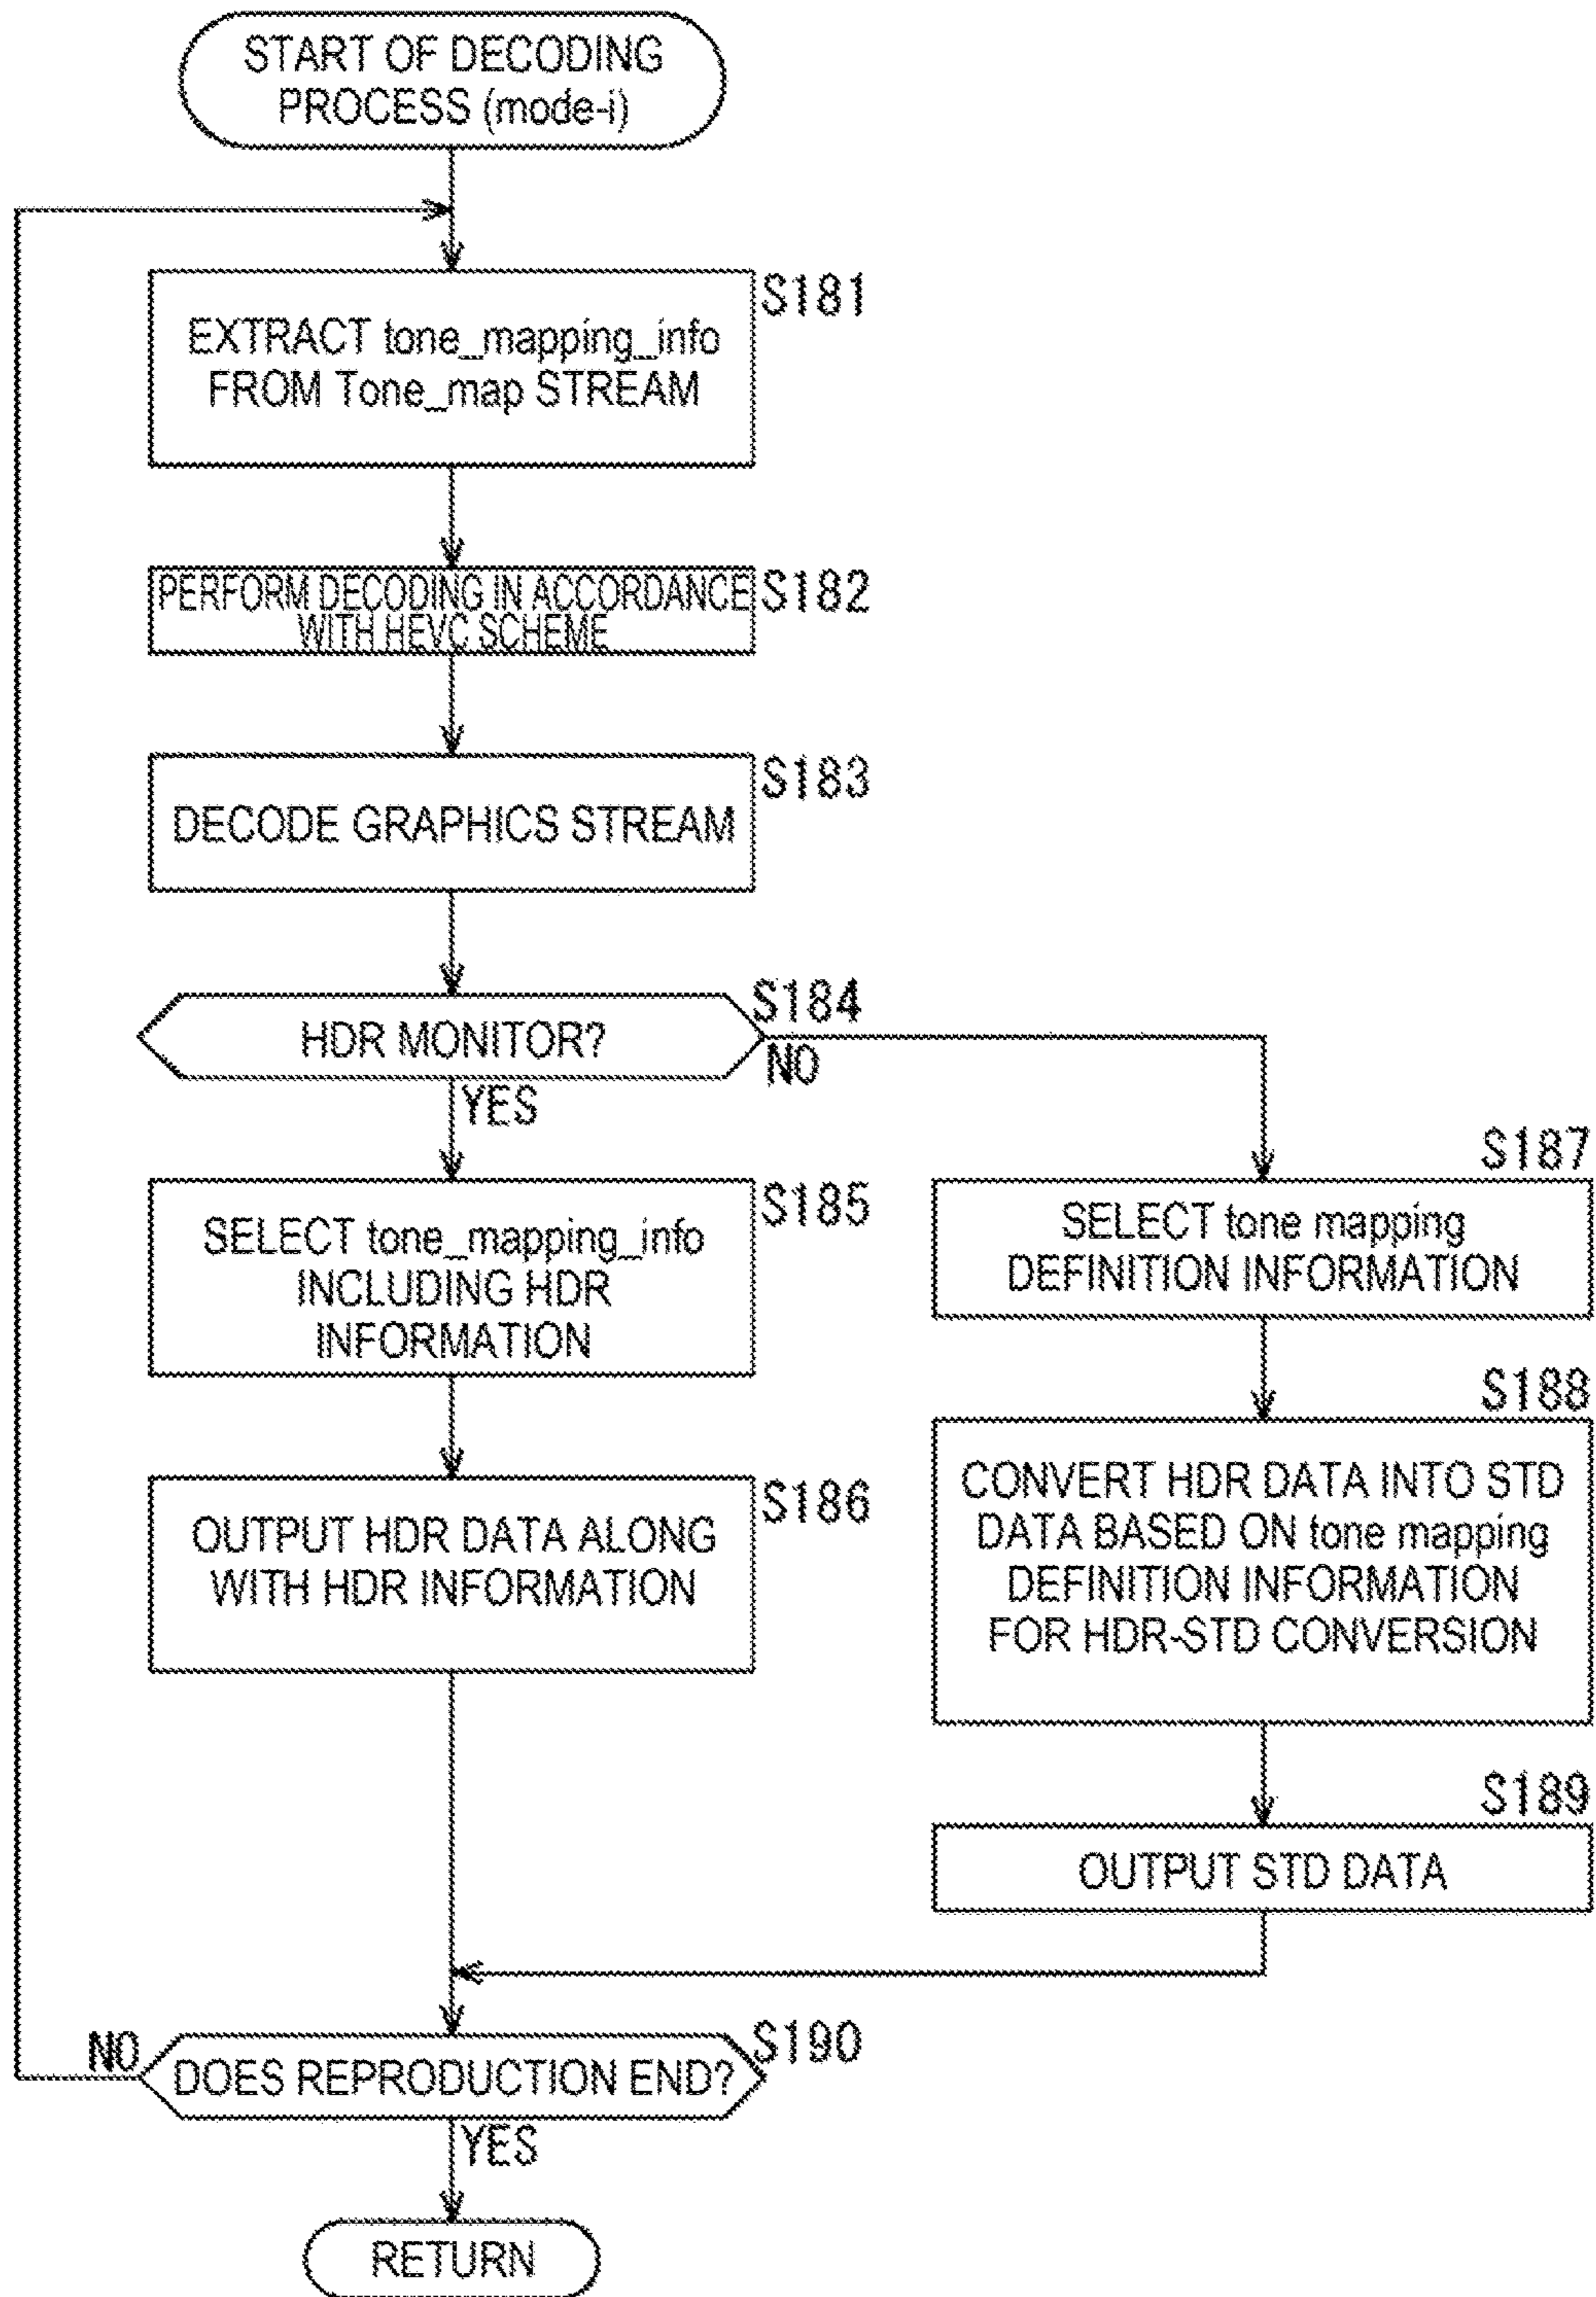 START OF DECODING
PROCESS (mode-i)
S181
EXTRACT tone_mapping_info
FROM Tone_map STREAM
S182
PERFORM DECODING IN ACCORDANCE
WITH HEVC SCHEME
S183
DECODE GRAPHICS STREAM
S184
HDR MONITOR?
NO
YES
S185
SELECT tone_mapping_info
INCLUDING HDR
INFORMATION
S186
OUTPUT HDR DATA ALONG
WITH HDR INFORMATION
S187
SELECT tone mapping
DEFINITION INFORMATION
S188
CONVERT HDR DATA INTO STD
DATA BASED ON tone mapping
DEFINITION INFORMATION
FOR HDR-STD CONVERSION
S189
OUTPUT STD DATA
S190
NO
DOES REPRODUCTION END?
YES
RETURN